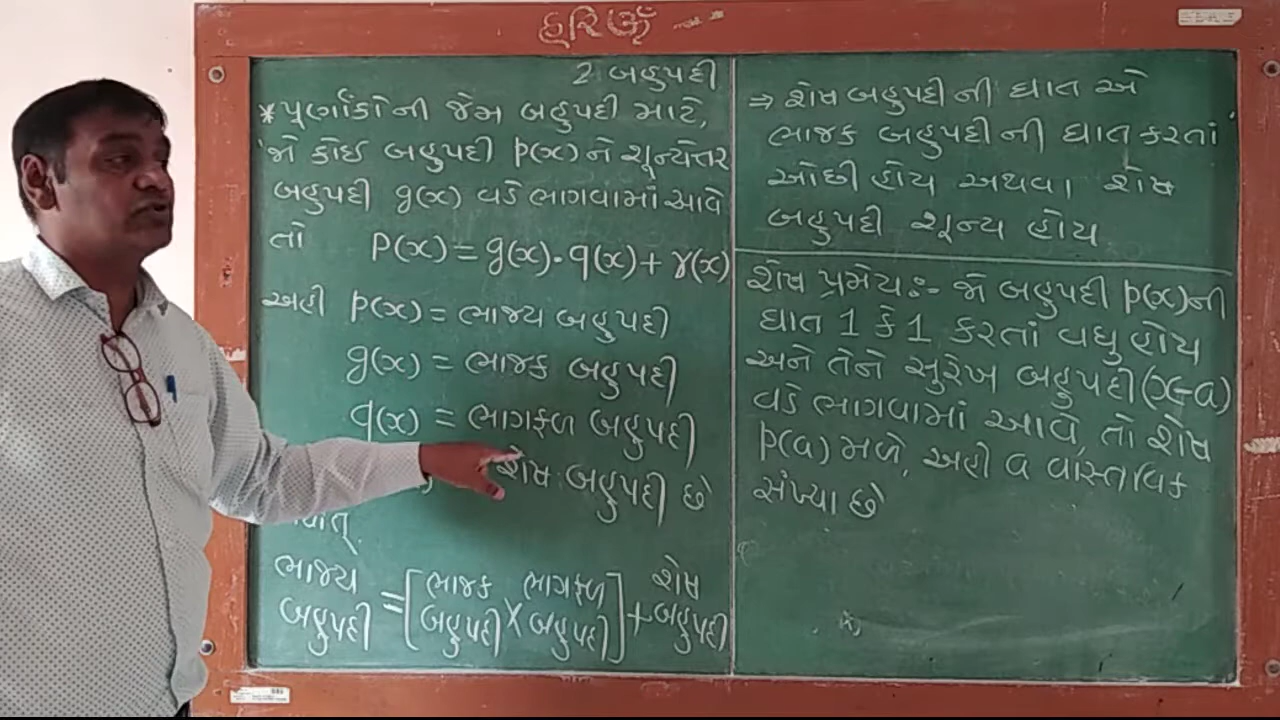 હરિ ૐ
2 બહુપદી
* પૂર્ણાંકોની જેમ બહુપદી માટે,
જો કોઇ બહુપદી p(x) ને શૂન્યેત્તર
બહુપદી g(x) વડે ભાગવામાં આવે
તો p(x) = g(x)·q(x) + r(x)
અહી p(x) = ભાજ્ય બહુપદી
g(x) = ભાજક બહુપદી
q(x) = ભાગફળ બહુપદી
શેષ બહુપદી છે
ભાજ્ય બહુપદી = [ભાજક બહુપદી X ભાગફળ બહુપદી] + શેષ બહુપદી
⇒ શેષ બહુપદી ની ઘાત એ
ભાજક બહુપદી ની ઘાત કરતાં
ઓછી હોય અથવા શેષ
બહુપદી શૂન્ય હોય
શેષ પ્રમેય :- જો બહુપદી p(x) ની
ઘાત 1 કે 1 કરતાં વધુ હોય
અને તેને સુરેખ બહુપદી (x-a)
વડે ભાગવામાં આવે, તો શેષ
p(a) મળે, અહી a વાસ્તવિક
સંખ્યા છે